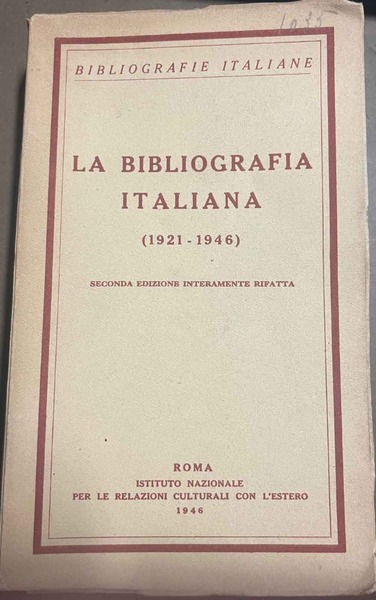 BIBLIOGRAFIE ITALIANE
LA BIBLIOGRAFIA
ITALIANA
(1921 - 1946)
SECONDA EDIZIONE INTERAMENTE RIFATTA
ROMA
ISTITUTO NAZIONALE
PER LE RELAZIONI CULTURALI CON L'ESTERO
1946